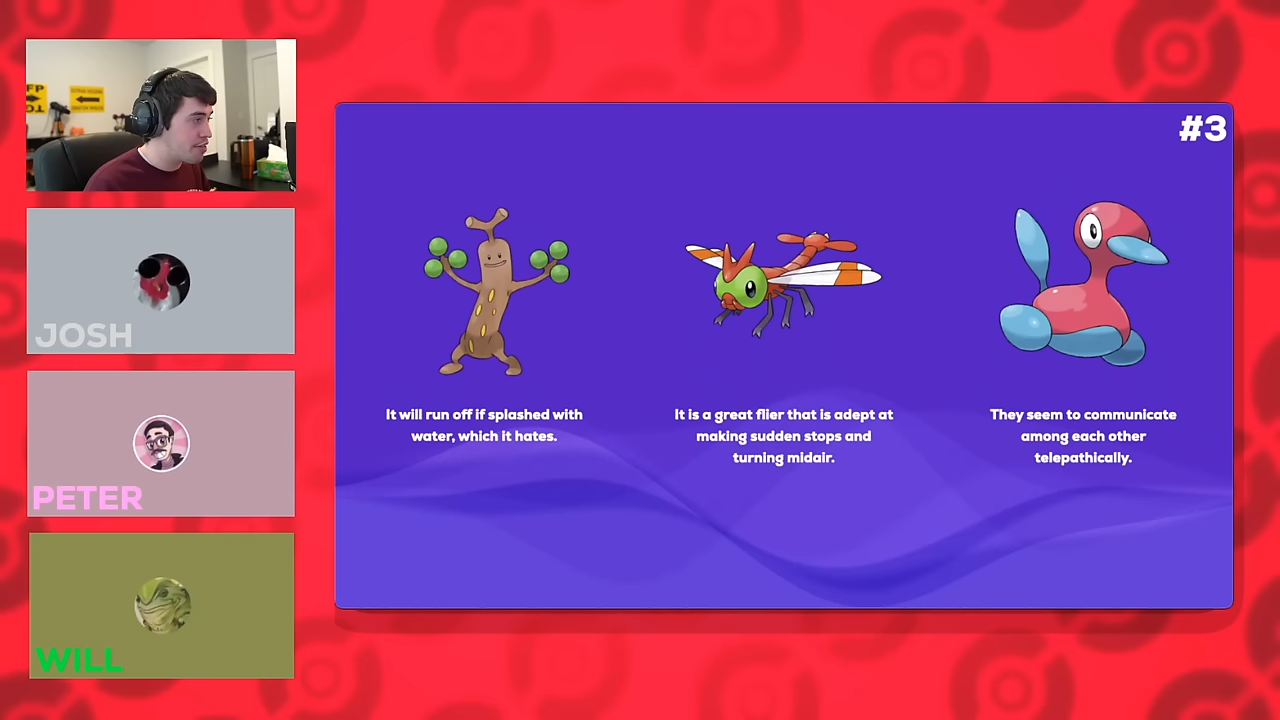 #3
JOSH
PETER
WILL
It will run off if splashed with
water, which it hates.
It is a great flier that is adept at
making sudden stops and
turning midair.
They seem to communicate
among each other
telepathically.